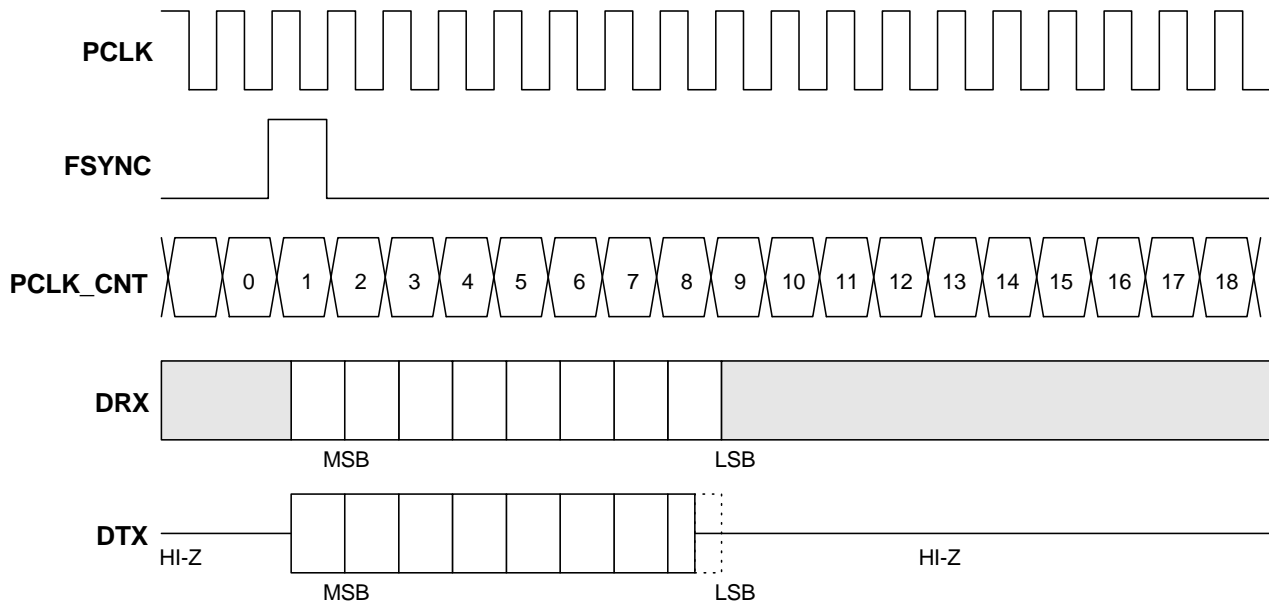 PCLK
FSYNC
PCLK_CNT 0 1 2 3 4 5 6 7 8 9 10 11 12 13 14 15 16 17 18
DRX
MSB LSB
DTX
HI-Z HI-Z
MSB LSB